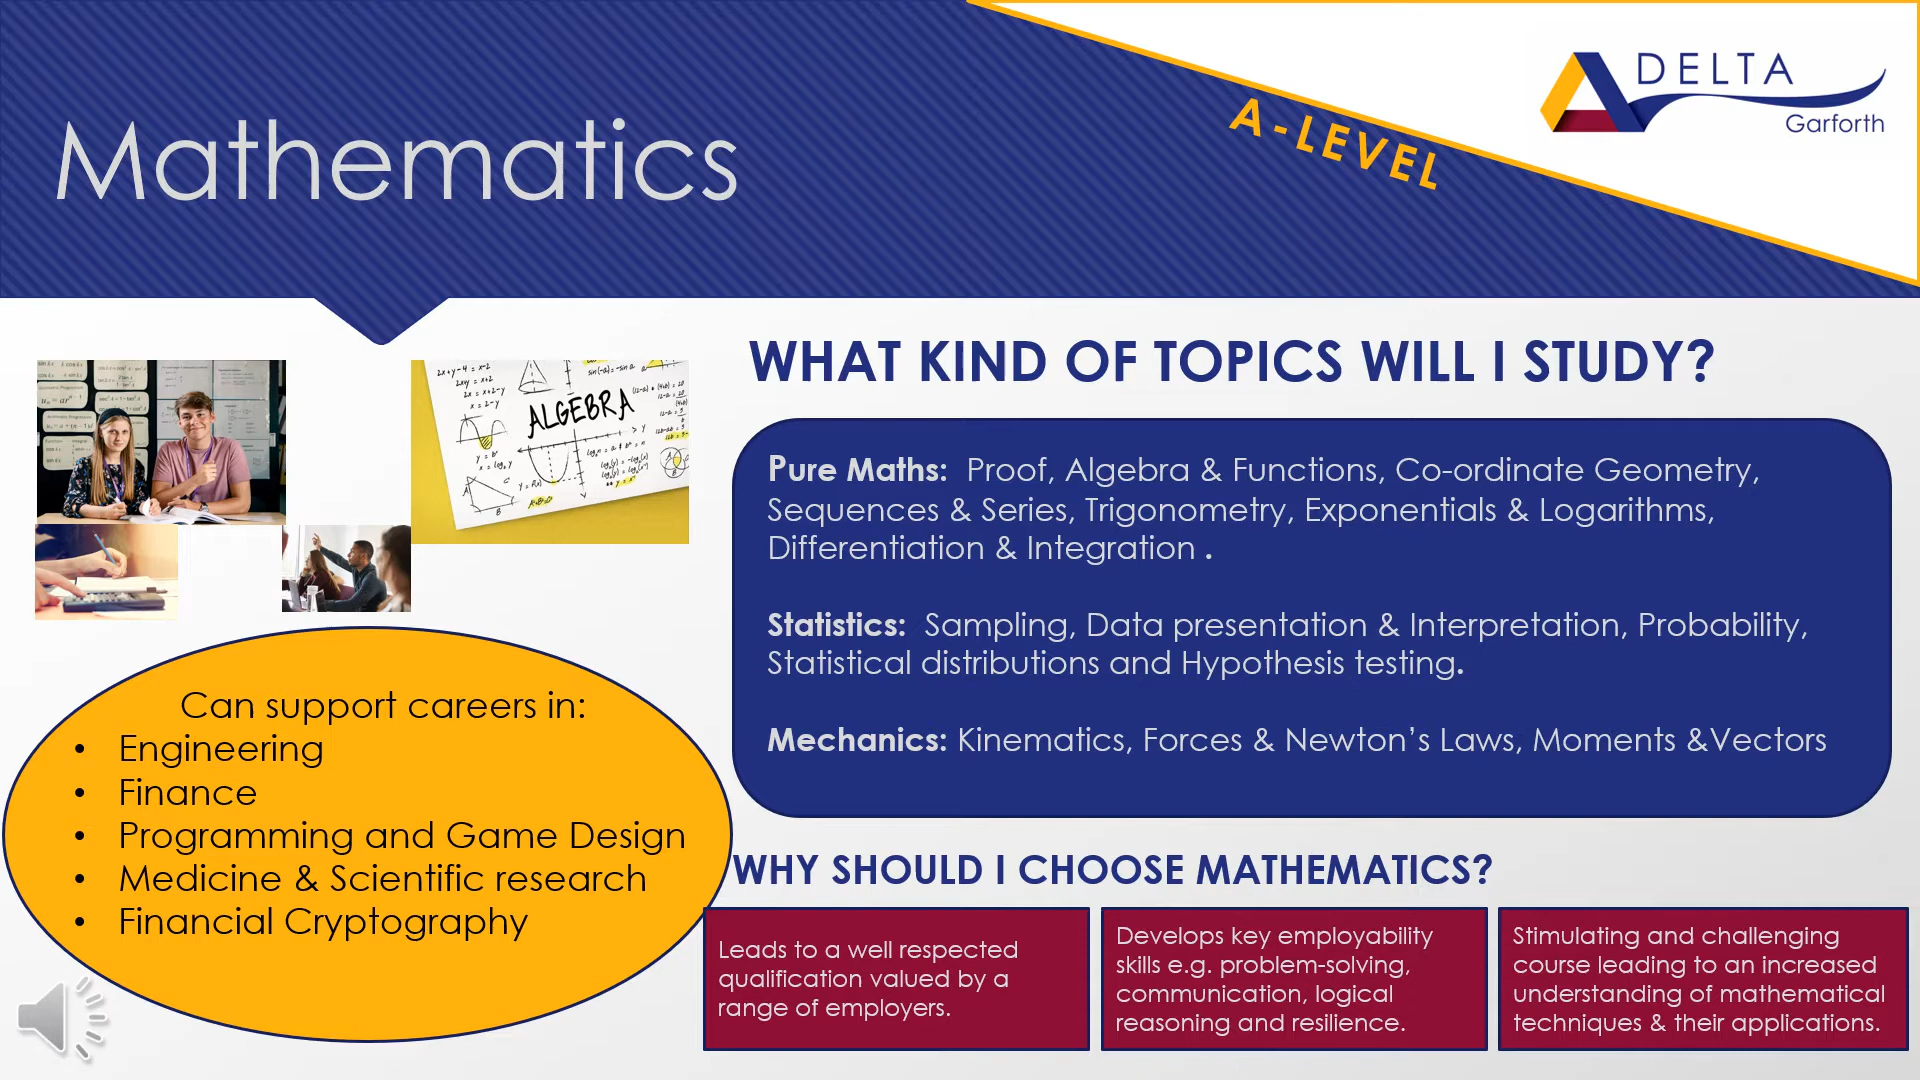 Mathematics
A-LEVEL
DELTA
Garforth
ALGEBRA
WHAT KIND OF TOPICS WILL I STUDY?
Pure Maths: Proof, Algebra & Functions, Co-ordinate Geometry,
Sequences & Series, Trigonometry, Exponentials & Logarithms,
Differentiation & Integration .
Statistics: Sampling, Data presentation & Interpretation, Probability,
Statistical distributions and Hypothesis testing.
Mechanics: Kinematics, Forces & Newton’s Laws, Moments &Vectors
Can support careers in:
• Engineering
• Finance
• Programming and Game Design
• Medicine & Scientific research
• Financial Cryptography
WHY SHOULD I CHOOSE MATHEMATICS?
Leads to a well respected
qualification valued by a
range of employers.
Develops key employability
skills e.g. problem-solving,
communication, logical
reasoning and resilience.
Stimulating and challenging
course leading to an increased
understanding of mathematical
techniques & their applications.